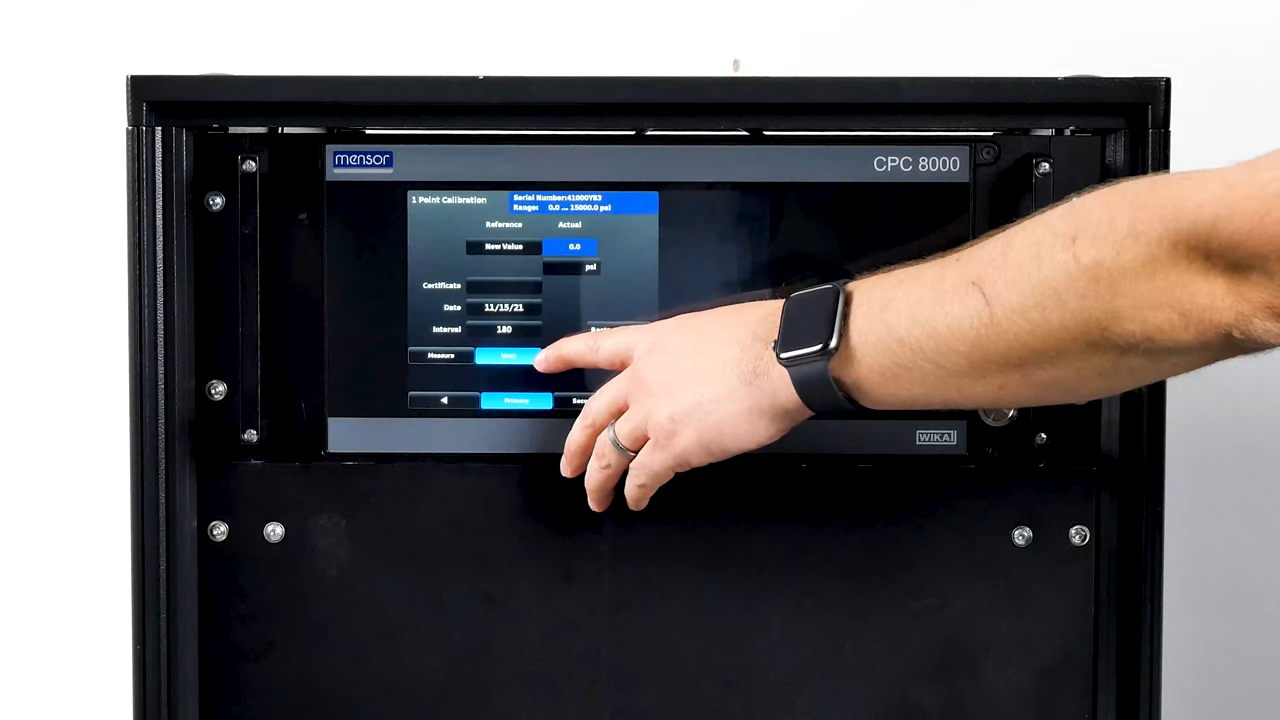 mensor
CPC 8000
1 Point Calibration
Serial Number:41000YB3
Range: 0.0 ... 15000.0 psi
Reference Actual
New Value 0.0
psi
Certificate
Date 11/15/21
Interval 180
Measure Vent
Primary
WIKA